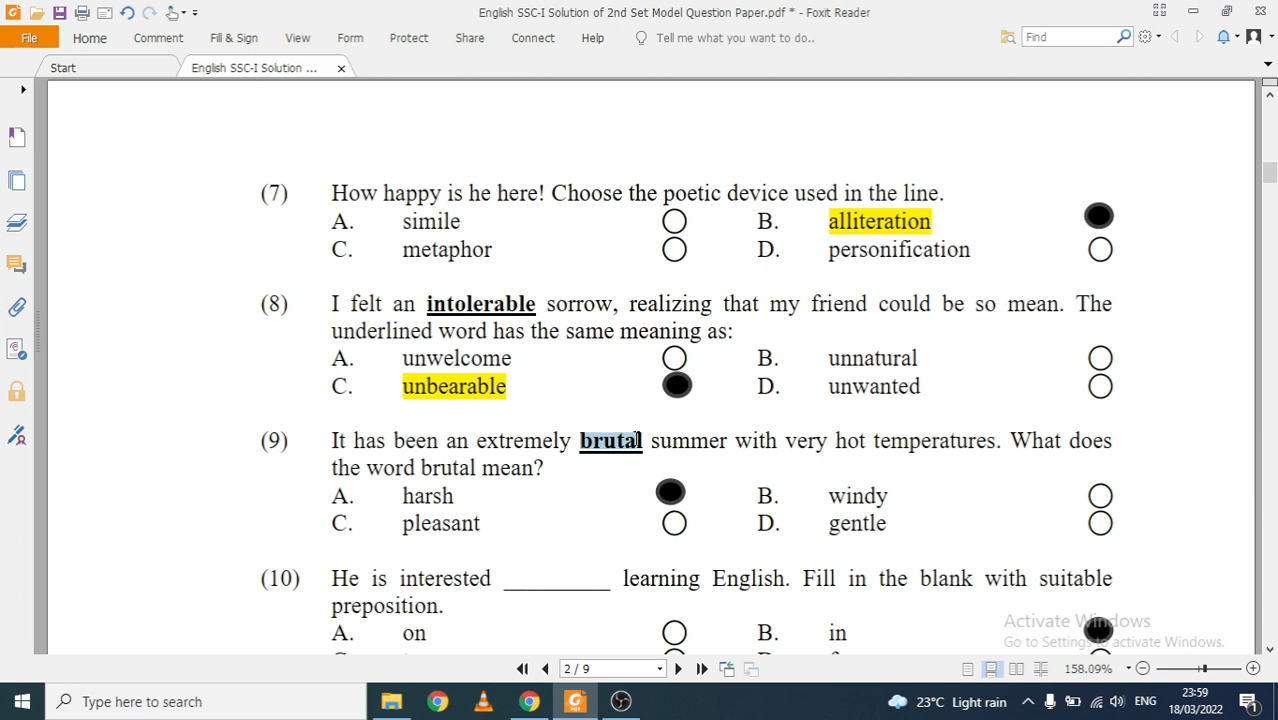 English SSC-I Solution of 2nd Set Model Question Paper.pdf * - Foxit Reader
File Home Comment Fill & Sign View Form Protect Share Connect Help Tell me what you want to do.. Find
Start English SSC-I Solution ...
(7) How happy is he here! Choose the poetic device used in the line.
A. simile B. alliteration
C. metaphor D. personification
(8) I felt an intolerable sorrow, realizing that my friend could be so mean. The
underlined word has the same meaning as:
A. unwelcome B. unnatural
C. unbearable D. unwanted
(9) It has been an extremely brutal summer with very hot temperatures. What does
the word brutal mean?
A. harsh B. windy
C. pleasant D. gentle
(10) He is interested _________ learning English. Fill in the blank with suitable
preposition.
A. on B. in
Activate Windows
Go to Settings to activate Windows.
2 / 9 158.09%
Type here to search 23°C Light rain ENG 23:59
18/03/2022 1